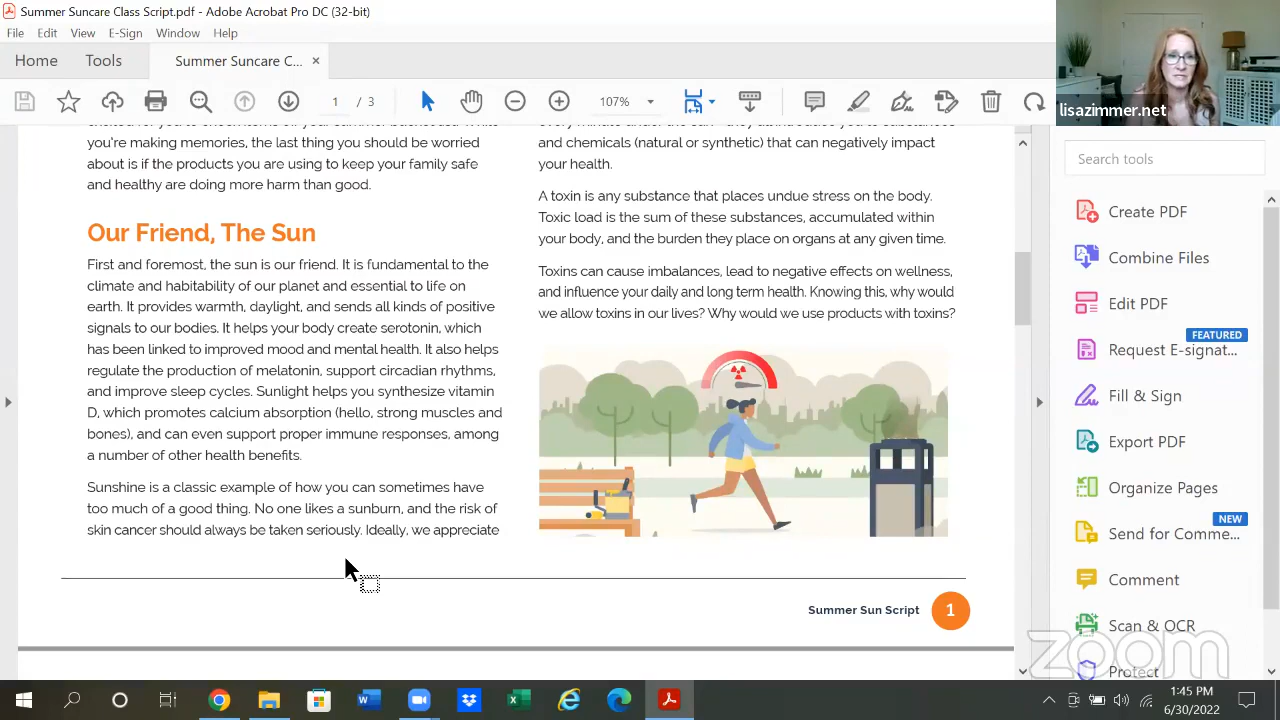 Summer Suncare Class Script.pdf - Adobe Acrobat Pro DC (32-bit)
File Edit View E-Sign Window Help
Home Tools Summer Suncare C... ×
1 / 3 107%
lisazimmer.net
you're making memories, the last thing you should be worried
about is if the products you are using to keep your family safe
and healthy are doing more harm than good.
Our Friend, The Sun
First and foremost, the sun is our friend. It is fundamental to the
climate and habitability of our planet and essential to life on
earth. It provides warmth, daylight, and sends all kinds of positive
signals to our bodies. It helps your body create serotonin, which
has been linked to improved mood and mental health. It also helps
regulate the production of melatonin, support circadian rhythms,
and improve sleep cycles. Sunlight helps you synthesize vitamin
D, which promotes calcium absorption (hello, strong muscles and
bones), and can even support proper immune responses, among
a number of other health benefits.
Sunshine is a classic example of how you can sometimes have
too much of a good thing. No one likes a sunburn, and the risk of
skin cancer should always be taken seriously. Ideally, we appreciate
and chemicals (natural or synthetic) that can negatively impact
your health.
A toxin is any substance that places undue stress on the body.
Toxic load is the sum of these substances, accumulated within
your body, and the burden they place on organs at any given time.
Toxins can cause imbalances, lead to negative effects on wellness,
and influence your daily and long term health. Knowing this, why would
we allow toxins in our lives? Why would we use products with toxins?
Summer Sun Script 1
Search tools
Create PDF
Combine Files
Edit PDF
FEATURED
Request E-signat...
Fill & Sign
Export PDF
Organize Pages
NEW
Send for Comme...
Comment
Scan & OCR
Protect
zoom
1:45 PM
6/30/2022